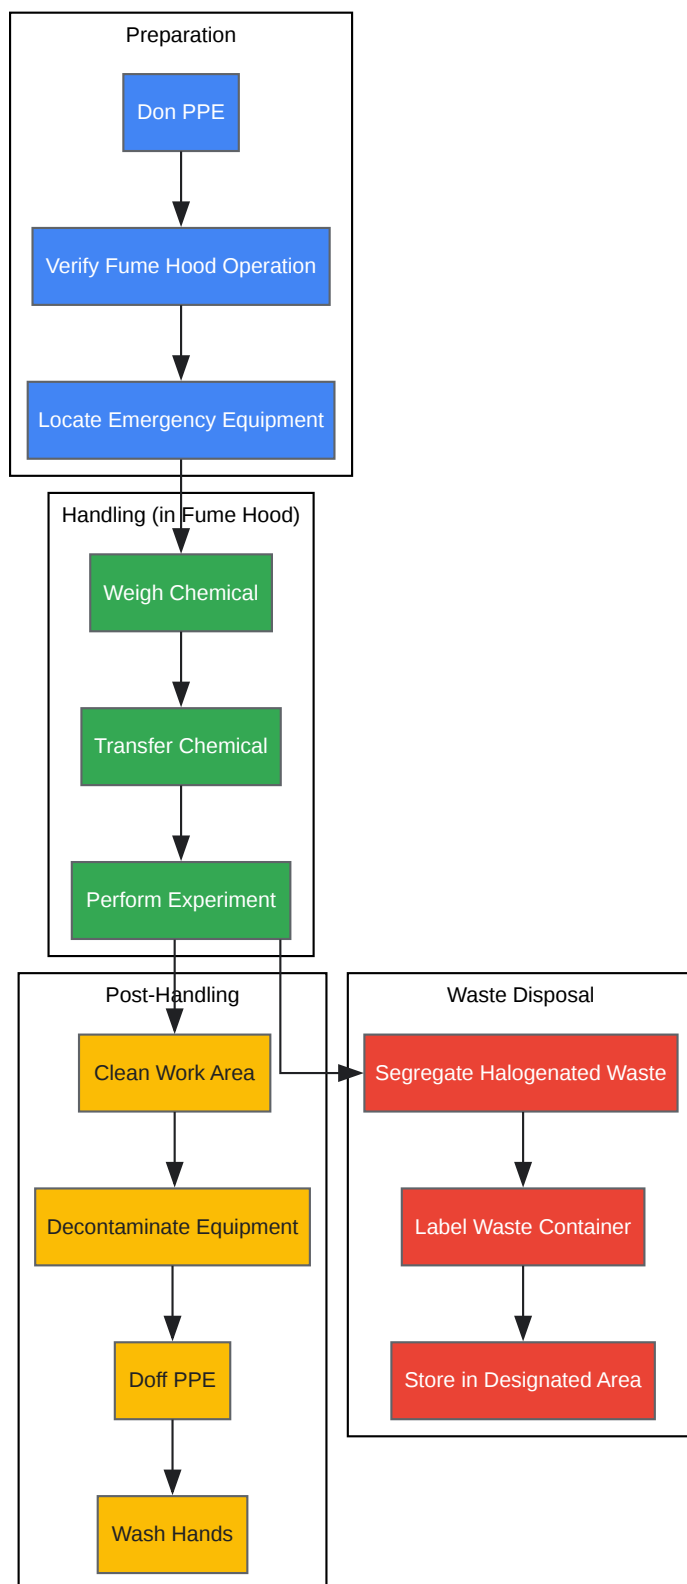 Preparation
Don PPE
Verify Fume Hood Operation
Locate Emergency Equipment
Handling (in Fume Hood)
Weigh Chemical
Transfer Chemical
Perform Experiment
Post-Handling
Clean Work Area
Decontaminate Equipment
Doff PPE
Wash Hands
Waste Disposal
Segregate Halogenated Waste
Label Waste Container
Store in Designated Area